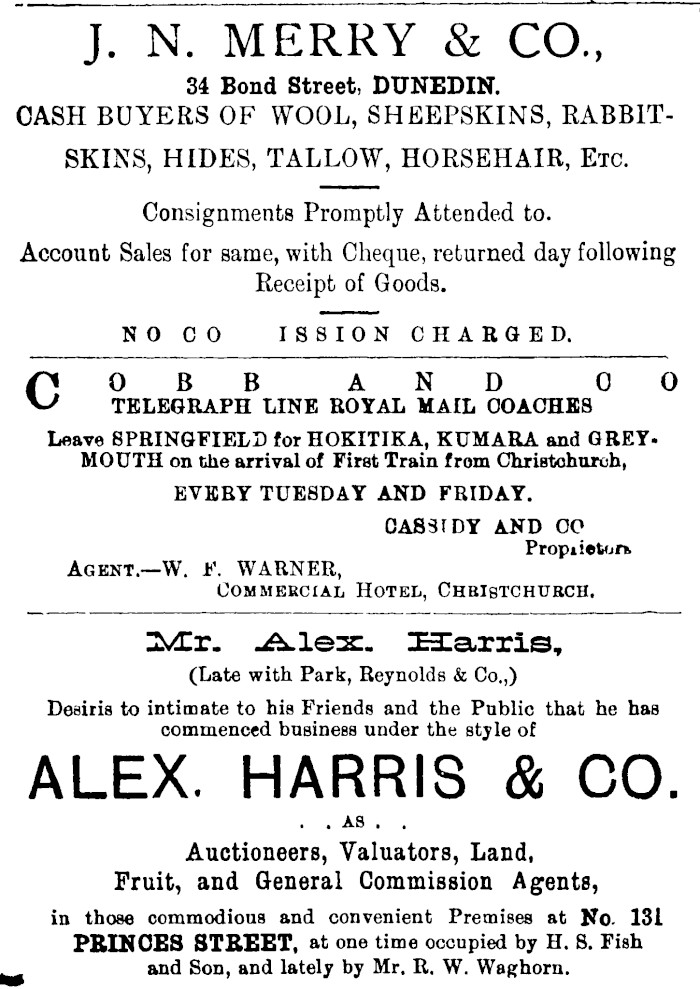 J. N. MERRY & CO.,
34 Bond Street, DUNEDIN.
CASH BUYERS OF WOOL, SHEEPSKINS, RABBIT-
SKINS, HIDES, TALLOW, HORSEHAIR, ETC.
Consignments Promptly Attended to.
Account Sales for same, with Cheque, returned day following
Receipt of Goods.
NO CO ISSION CHARGED.
COBB AND CO
TELEGRAPH LINE ROYAL MAIL COACHES
Leave SPRINGFIELD for HOKITIKA, KUMARA and GREY-
MOUTH on the arrival of First Train from Christchurch,
EVERY TUESDAY AND FRIDAY.
CASSIDY AND CO
Proprietors
AGENT.—W. F. WARNER,
COMMERCIAL HOTEL, CHRISTCHURCH.
Mr. Alex. Harris,
(Late with Park, Reynolds & Co.,)
Desiris to intimate to his Friends and the Public that he has
commenced business under the style of
ALEX. HARRIS & CO.
. . AS . .
Auctioneers, Valuators, Land,
Fruit, and General Commission Agents,
in those commodious and convenient Premises at No. 131
PRINCES STREET, at one time occupied by H. S. Fish
and Son, and lately by Mr. R. W. Waghorn.